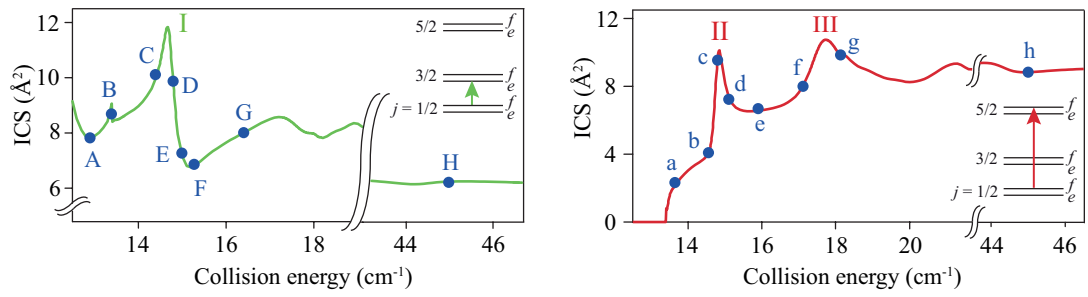 ICS (Å²)
12
10
8
6
14
16
18
44
46
Collision energy (cm⁻¹)
A
B
C
I
D
E
F
G
H
5/2
f
e
3/2
f
e
j = 1/2
f
e
ICS (Å²)
12
8
4
0
14
16
18
20
44
46
Collision energy (cm⁻¹)
a
b
c
II
d
e
f
III
g
h
5/2
f
e
3/2
f
e
j = 1/2
f
e